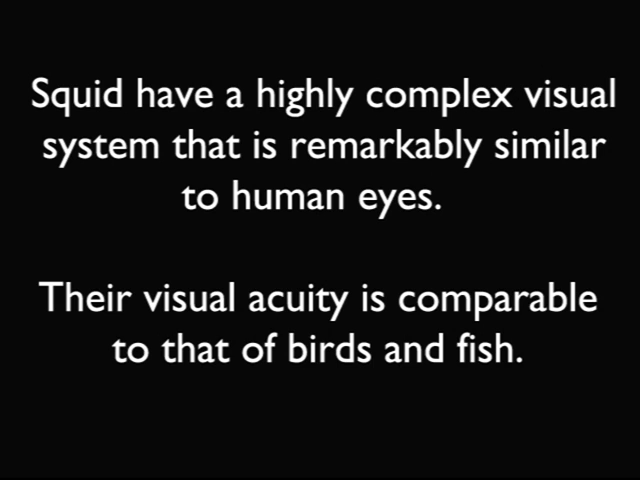 Squid have a highly complex visual
system that is remarkably similar
to human eyes.
Their visual acuity is comparable
to that of birds and fish.